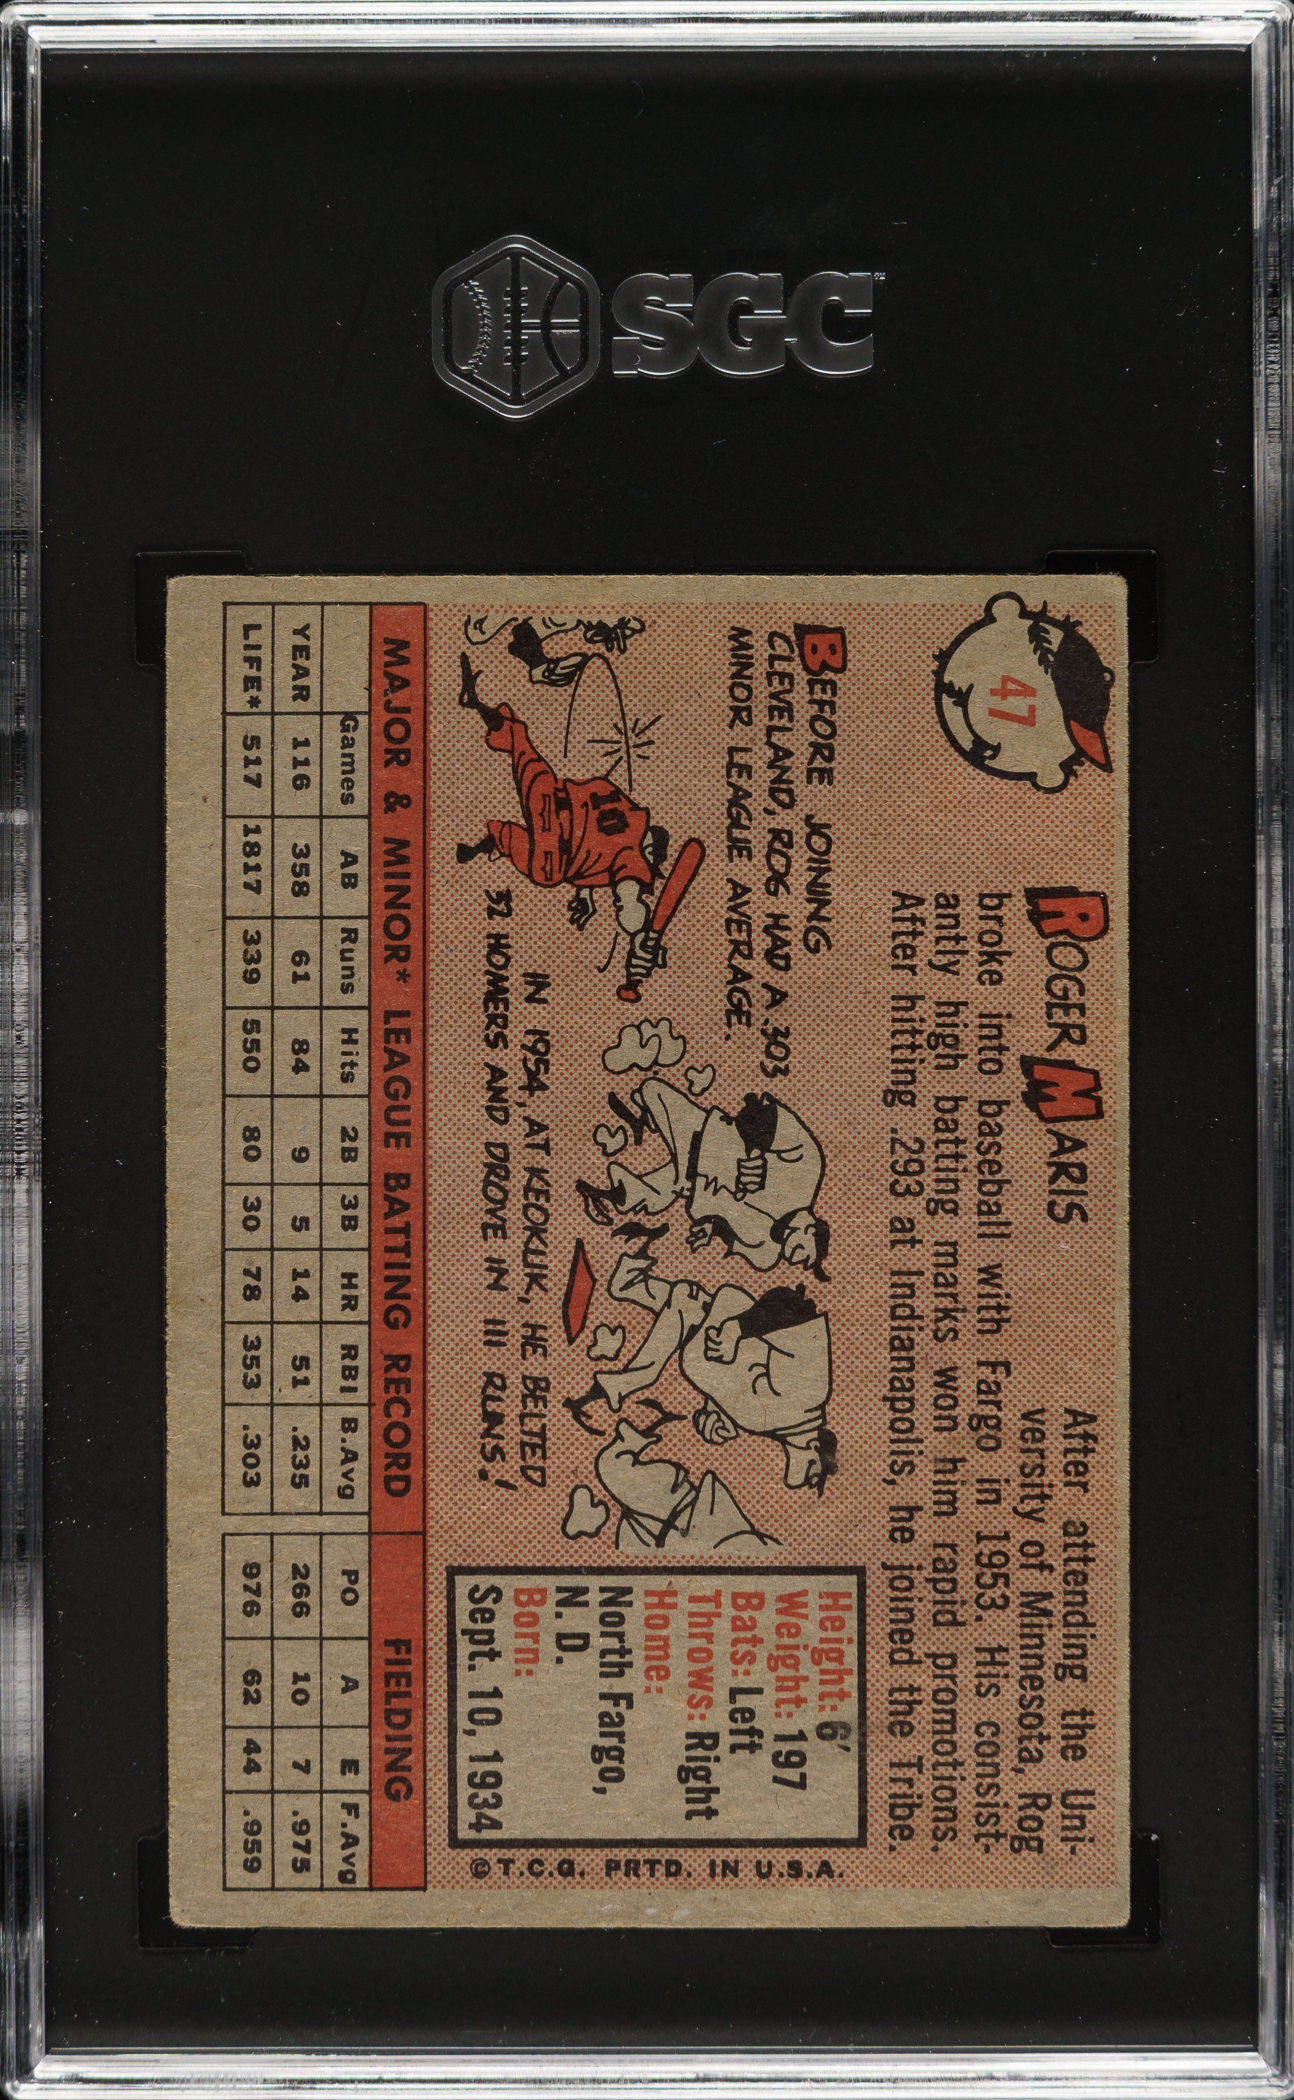 SGC
47
ROGER MARIS
After attending the Uni-
versity of Minnesota, Rog
broke into baseball with Fargo in 1953. His consist-
antly high batting marks won him rapid promotions.
After hitting .293 at Indianapolis, he joined the Tribe.
BEFORE JOINING
CLEVELAND, ROG HAD A .303
MINOR LEAGUE AVERAGE.
10
IN 1954, AT KEOKUK, HE BELTED
32 HOMERS AND DROVE IN 111 RUNS!
Height: 6'
Weight: 197
Bats: Left
Throws: Right
Home:
North Fargo,
N. D.
Born:
Sept. 10, 1934
©T.C.G. PRTD. IN U.S.A.
MAJOR & MINOR* LEAGUE BATTING RECORD FIELDING
Games AB Runs Hits 2B 3B HR RBI B.Avg PO A E F.Avg
YEAR 116 358 61 84 9 5 14 51 .235 266 10 7 .975
LIFE* 517 1817 339 550 80 30 78 353 .303 976 62 44 .959